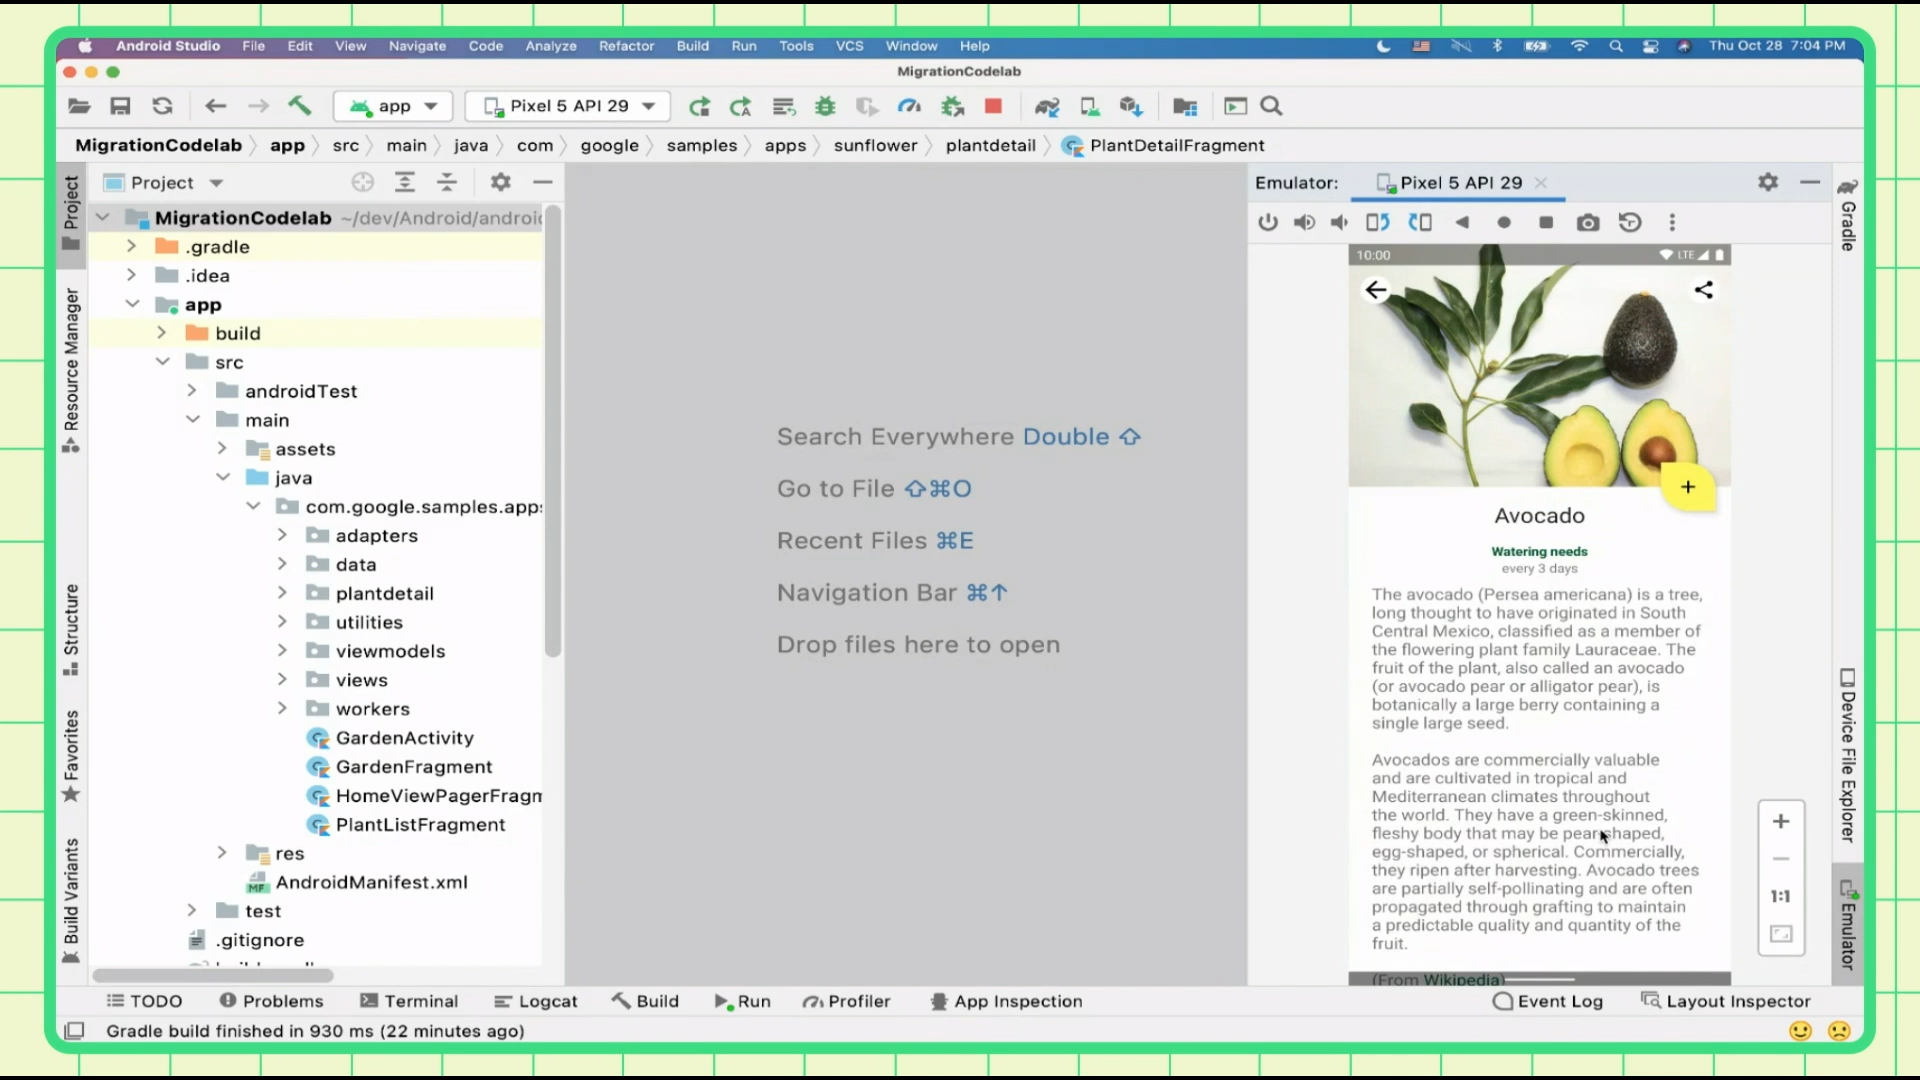 Android Studio File Edit View Navigate Code Analyze Refactor Build Run Tools VCS Window Help Thu Oct 28 7:04 PM
MigrationCodelab
app Pixel 5 API 29
MigrationCodelab app src main java com google samples apps sunflower plantdetail PlantDetailFragment
Project
Resource Manager
Structure
Favorites
Build Variants
Project
MigrationCodelab ~/dev/Android/androi
.gradle
.idea
app
build
src
androidTest
main
assets
java
com.google.samples.apps
adapters
data
plantdetail
utilities
viewmodels
views
workers
GardenActivity
GardenFragment
HomeViewPagerFragm
PlantListFragment
res
MF AndroidManifest.xml
test
.gitignore
Search Everywhere Double ⇧
Go to File ⇧⌘O
Recent Files ⌘E
Navigation Bar ⌘↑
Drop files here to open
Emulator: Pixel 5 API 29
10:00 LTE
+
Avocado
Watering needs
every 3 days
The avocado (Persea americana) is a tree,
long thought to have originated in South
Central Mexico, classified as a member of
the flowering plant family Lauraceae. The
fruit of the plant, also called an avocado
(or avocado pear or alligator pear), is
botanically a large berry containing a
single large seed.
Avocados are commercially valuable
and are cultivated in tropical and
Mediterranean climates throughout
the world. They have a green-skinned,
fleshy body that may be pear-shaped,
egg-shaped, or spherical. Commercially,
they ripen after harvesting. Avocado trees
are partially self-pollinating and are often
propagated through grafting to maintain
a predictable quality and quantity of the
fruit.
(From Wikipedia)
1:1
Gradle
Device File Explorer
Emulator
TODO Problems Terminal Logcat Build Run Profiler App Inspection Event Log Layout Inspector
Gradle build finished in 930 ms (22 minutes ago)